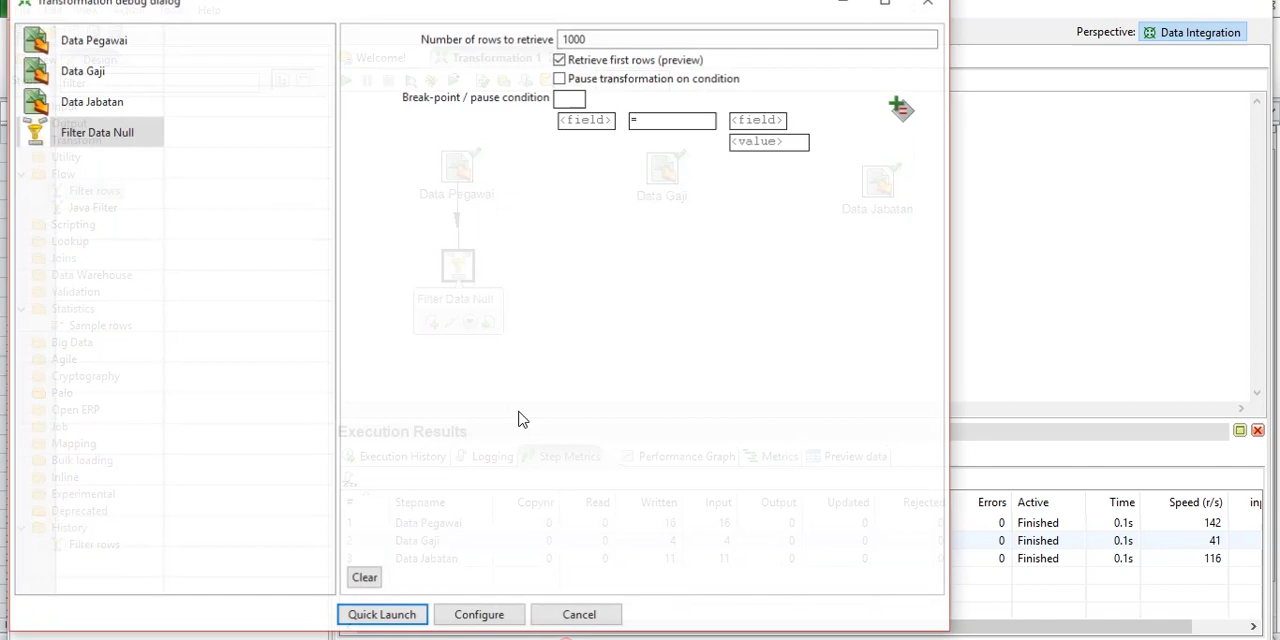 Transformation debug dialog
Help
Perspective: Data Integration
Data Pegawai
Data Gaji
Data Jabatan
Filter Data Null
Number of rows to retrieve 1000
Retrieve first rows (preview)
Pause transformation on condition
Break-point / pause condition
<field> = <field>
<value>
Welcome!
Transformation 1
Design
filter
Input
Output
Transform
Utility
Flow
Filter rows
Java Filter
Scripting
Lookup
Joins
Data Warehouse
Validation
Statistics
Sample rows
Big Data
Agile
Cryptography
Palo
Open ERP
Job
Mapping
Bulk loading
Inline
Experimental
Deprecated
History
Filter rows
Data Pegawai
Data Gaji
Data Jabatan
Filter Data Null
Execution Results
Execution History Logging Step Metrics Performance Graph Metrics Preview data
# Stepname Copynr Read Written Input Output Updated Rejected Errors Active Time Speed (r/s) inp
1 Data Pegawai 0 0 16 16 0 0 0 0 Finished 0.1s 142
2 Data Gaji 0 0 4 4 0 0 0 0 Finished 0.1s 41
3 Data Jabatan 0 0 11 11 0 0 0 0 Finished 0.1s 116
Clear
Quick Launch Configure Cancel